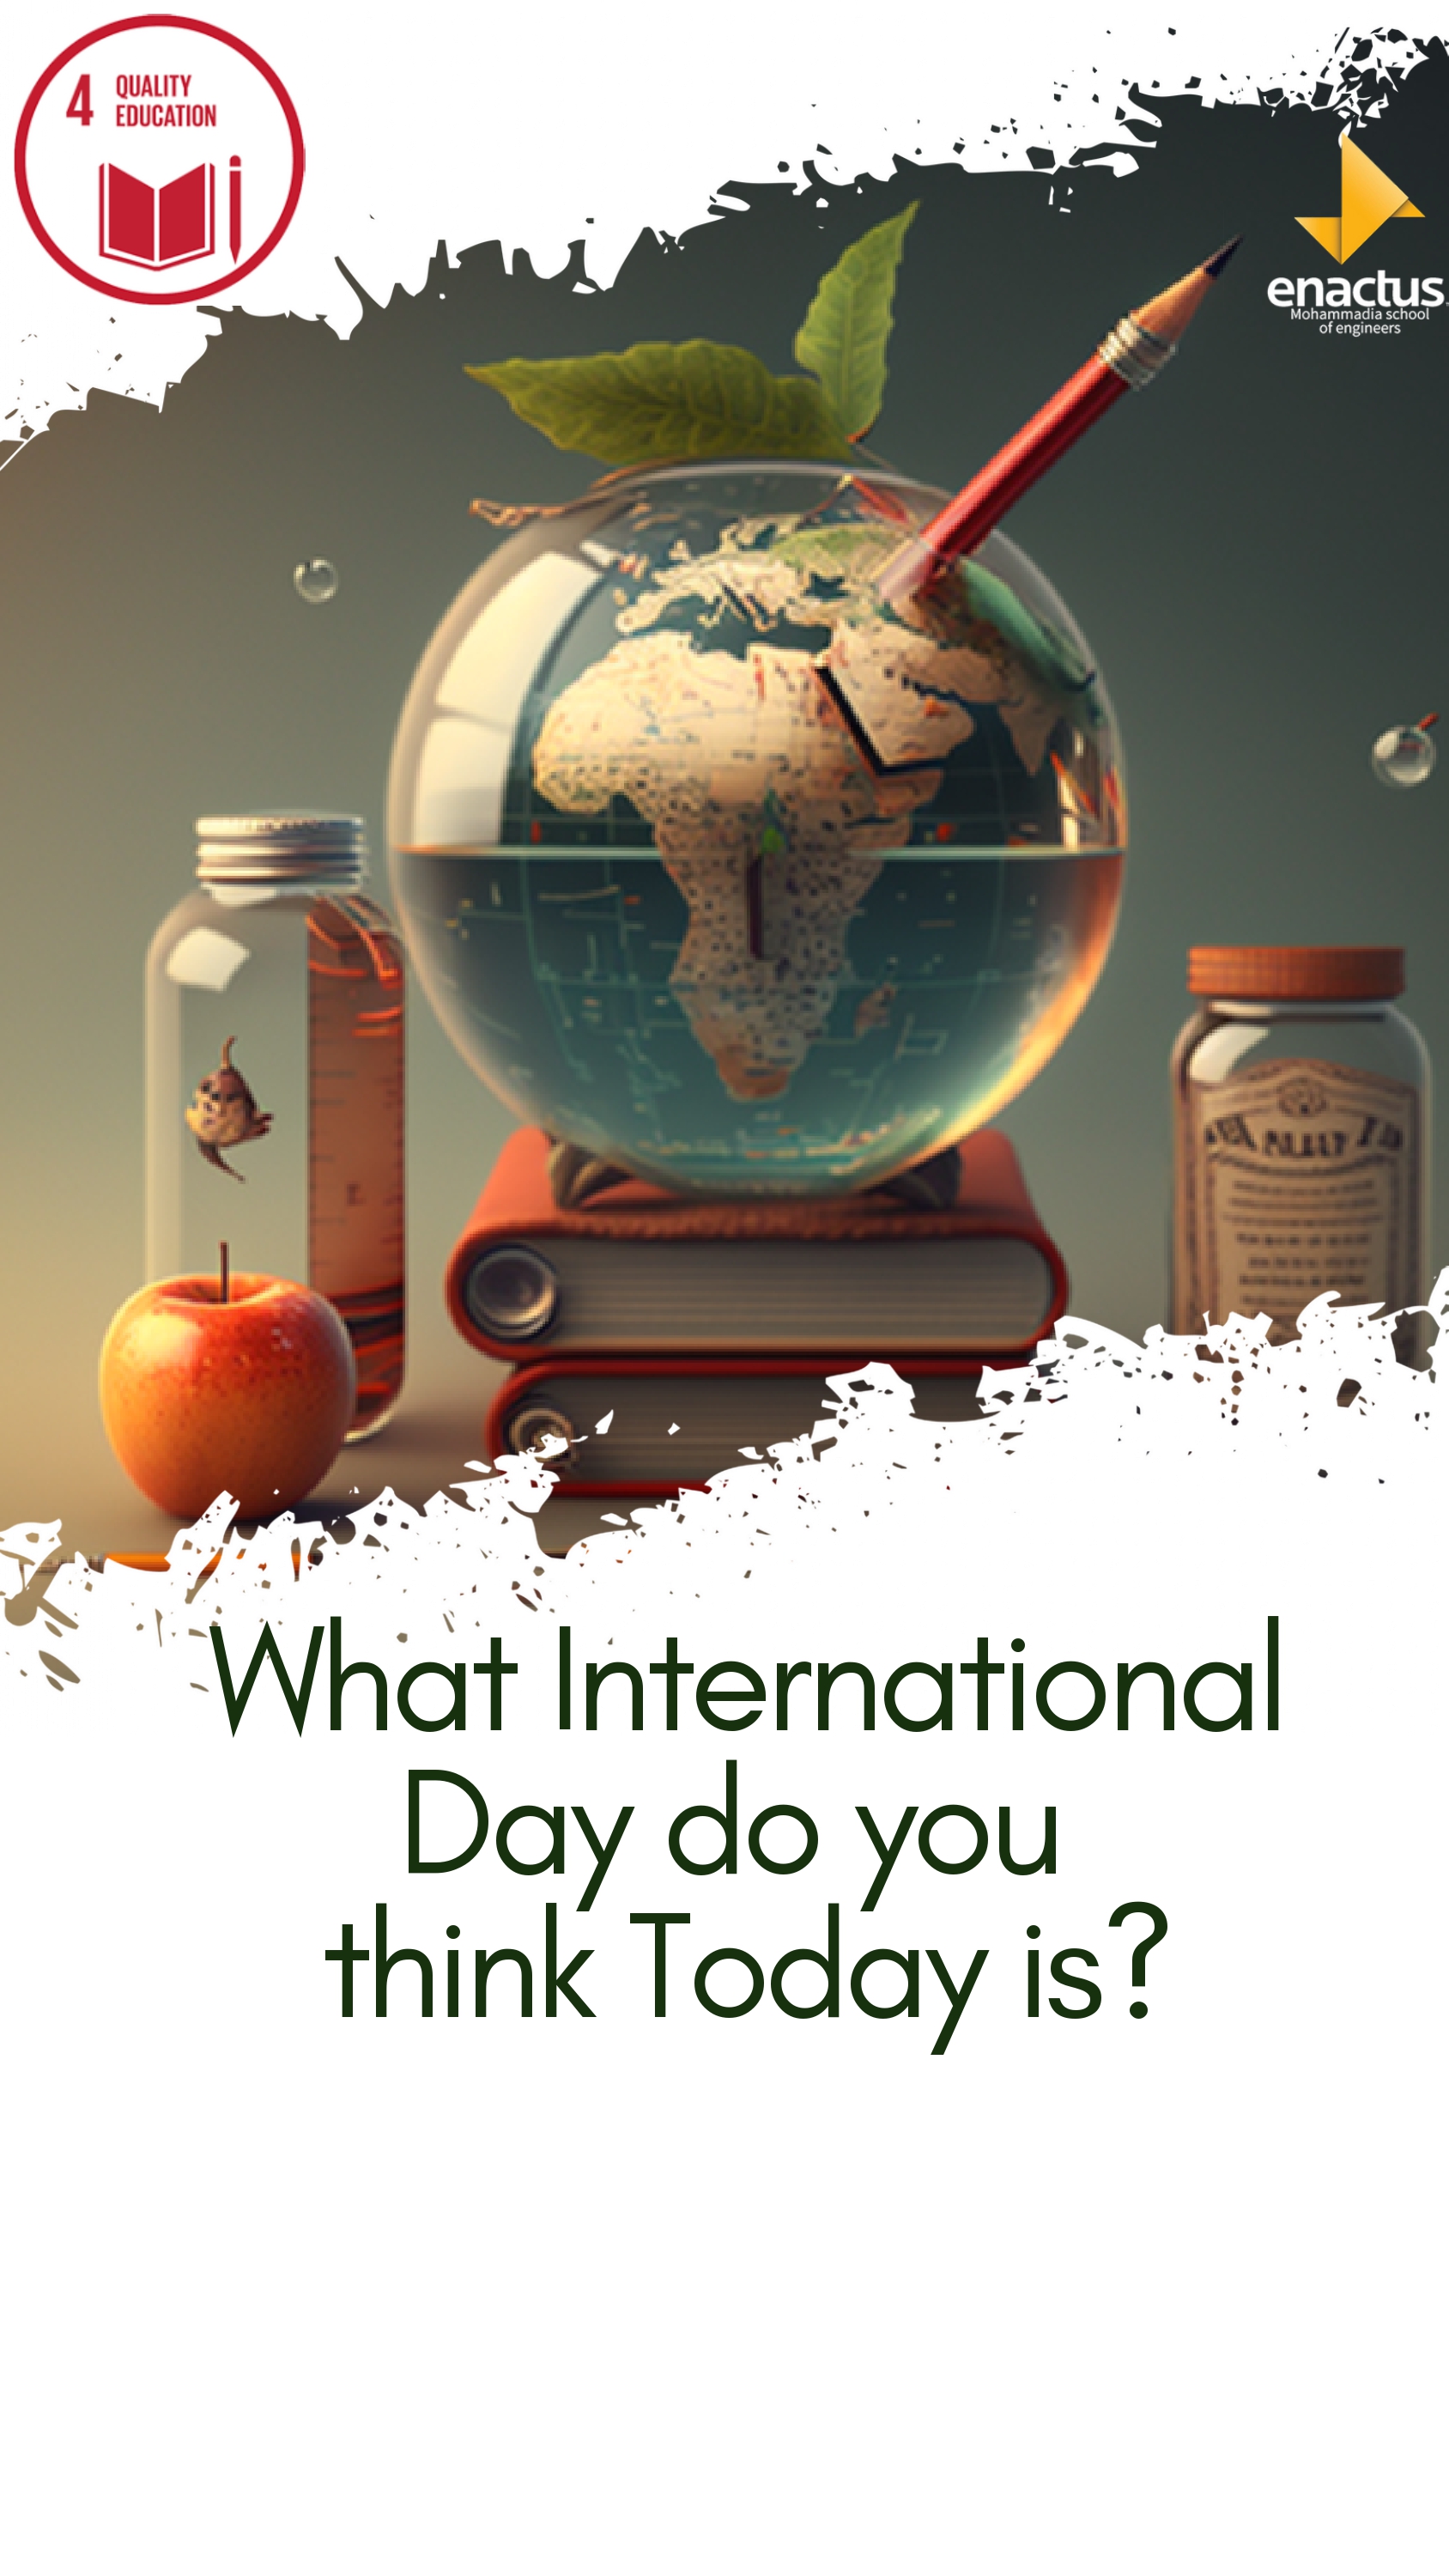 4 QUALITY
EDUCATION
enactus
Mohammadia school
of engineers
What International
Day do you
think Today is?